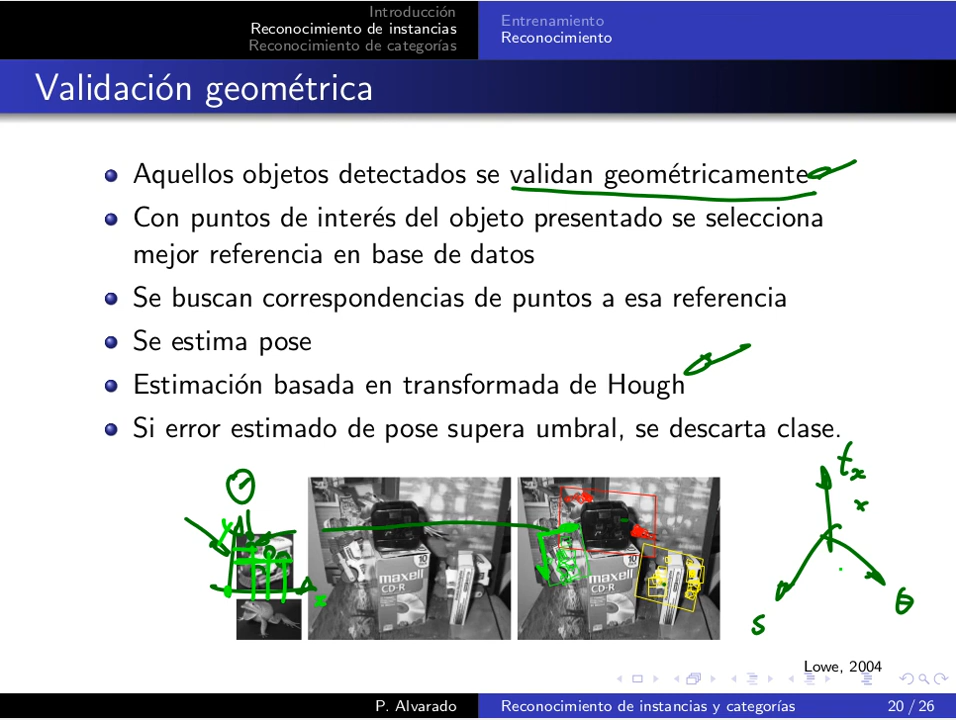 Introducción
Reconocimiento de instancias
Reconocimiento de categorías
Entrenamiento
Reconocimiento
Validación geométrica
Aquellos objetos detectados se validan geométricamente
Con puntos de interés del objeto presentado se selecciona
mejor referencia en base de datos
Se buscan correspondencias de puntos a esa referencia
Se estima pose
Estimación basada en transformada de Hough
Si error estimado de pose supera umbral, se descarta clase.
tx
x
s
θ
Y
x
maxell
CD-R
maxell
CD-R
Lowe, 2004
P. Alvarado
Reconocimiento de instancias y categorías
20 / 26